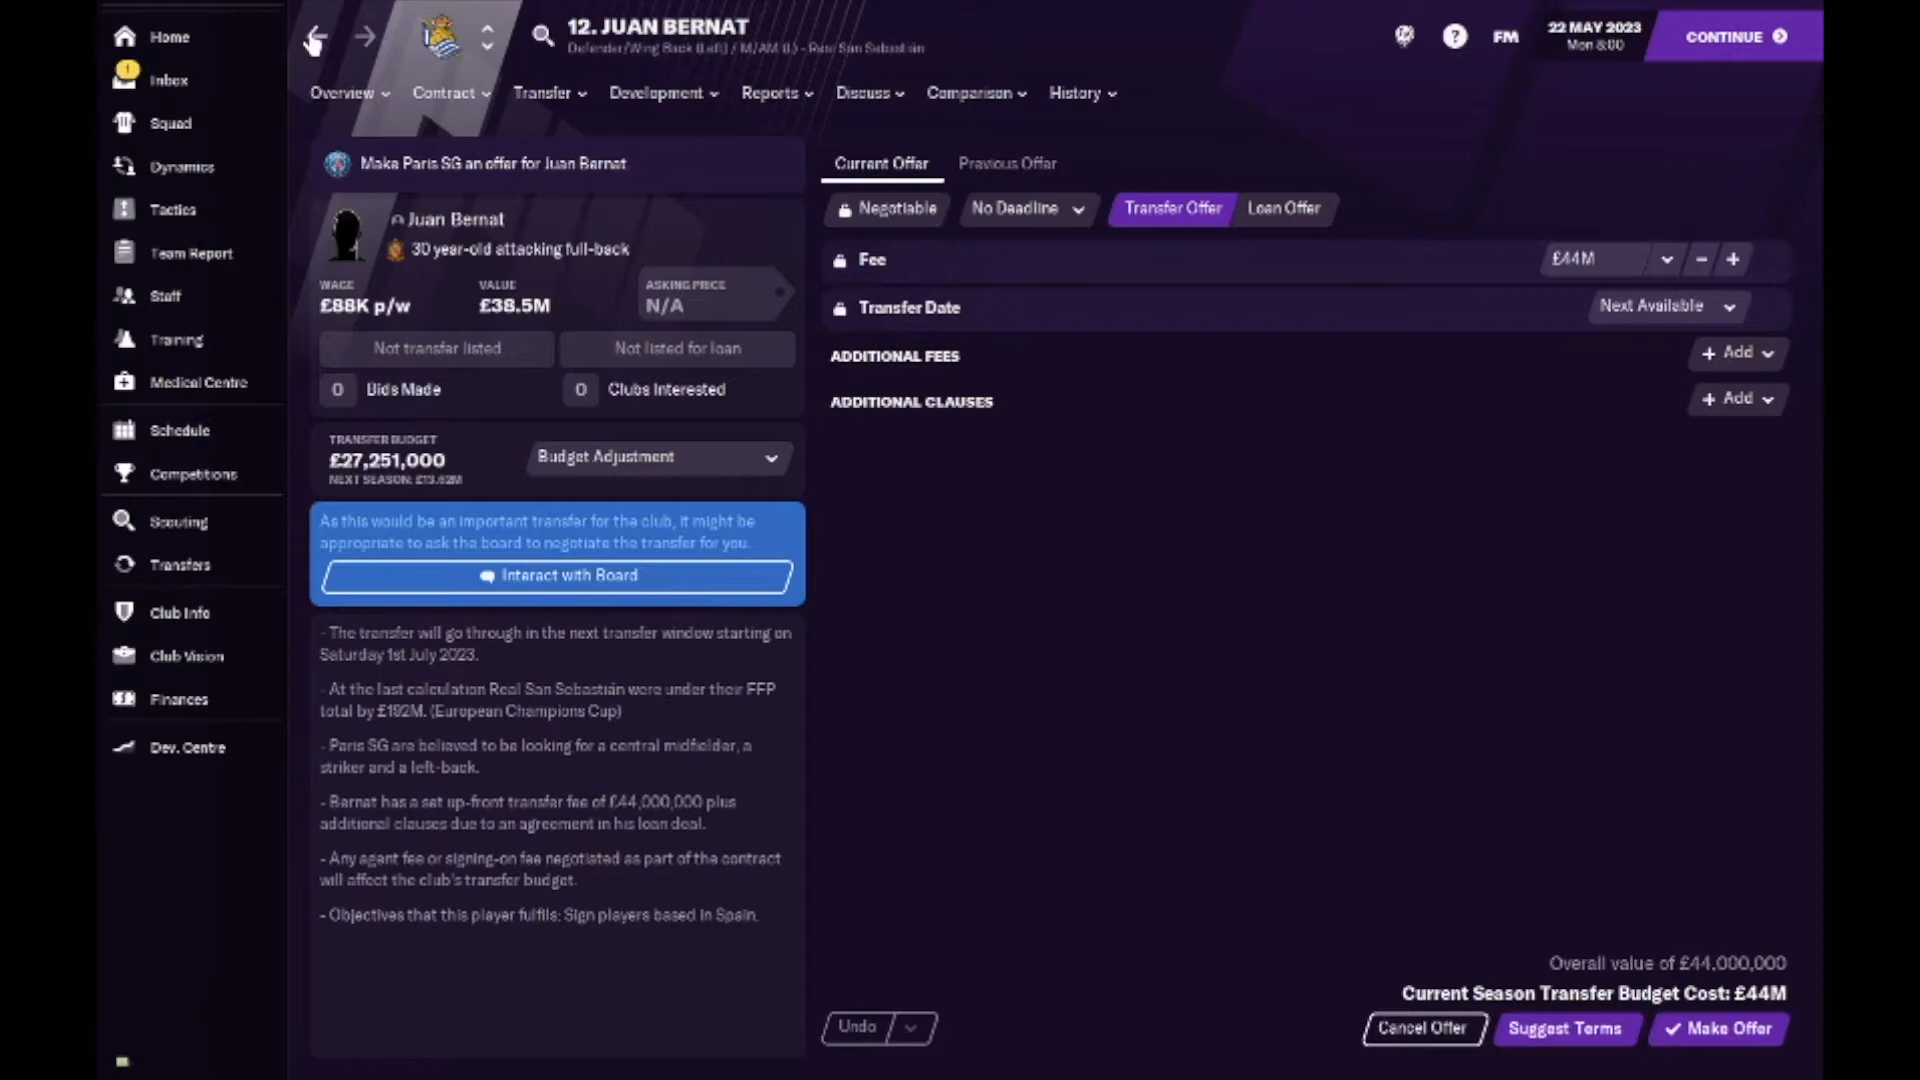 Home
Inbox
Squad
Dynamics
Tactics
Team Report
Staff
Training
Medical Centre
Schedule
Competitions
Scouting
Transfers
Club Info
Club Vision
Finances
Dev. Centre
12. JUAN BERNAT
Defender/Wing Back (Left) / M/AM (L) - Real San Sebastián
FM
22 MAY 2023
Mon 8:00
CONTINUE
Overview
Contract
Transfer
Development
Reports
Discuss
Comparison
History
Make Paris SG an offer for Juan Bernat
Juan Bernat
30 year-old attacking full-back
WAGE
£88K p/w
VALUE
£38.5M
ASKING PRICE
N/A
Not transfer listed
Not listed for loan
0 Bids Made
0 Clubs Interested
TRANSFER BUDGET
£27,251,000
NEXT SEASON: £13.62M
Budget Adjustment
As this would be an important transfer for the club, it might be
appropriate to ask the board to negotiate the transfer for you.
Interact with Board
- The transfer will go through in the next transfer window starting on
Saturday 1st July 2023.
- At the last calculation Real San Sebastián were under their FFP
total by £192M. (European Champions Cup)
- Paris SG are believed to be looking for a central midfielder, a
striker and a left-back.
- Bernat has a set up-front transfer fee of £44,000,000 plus
additional clauses due to an agreement in his loan deal.
- Any agent fee or signing-on fee negotiated as part of the contract
will affect the club's transfer budget.
- Objectives that this player fulfils: Sign players based in Spain.
Current Offer
Previous Offer
Negotiable
No Deadline
Transfer Offer
Loan Offer
Fee
£44M
Transfer Date
Next Available
ADDITIONAL FEES
+ Add
ADDITIONAL CLAUSES
+ Add
Overall value of £44,000,000
Current Season Transfer Budget Cost: £44M
Undo
Cancel Offer
Suggest Terms
Make Offer